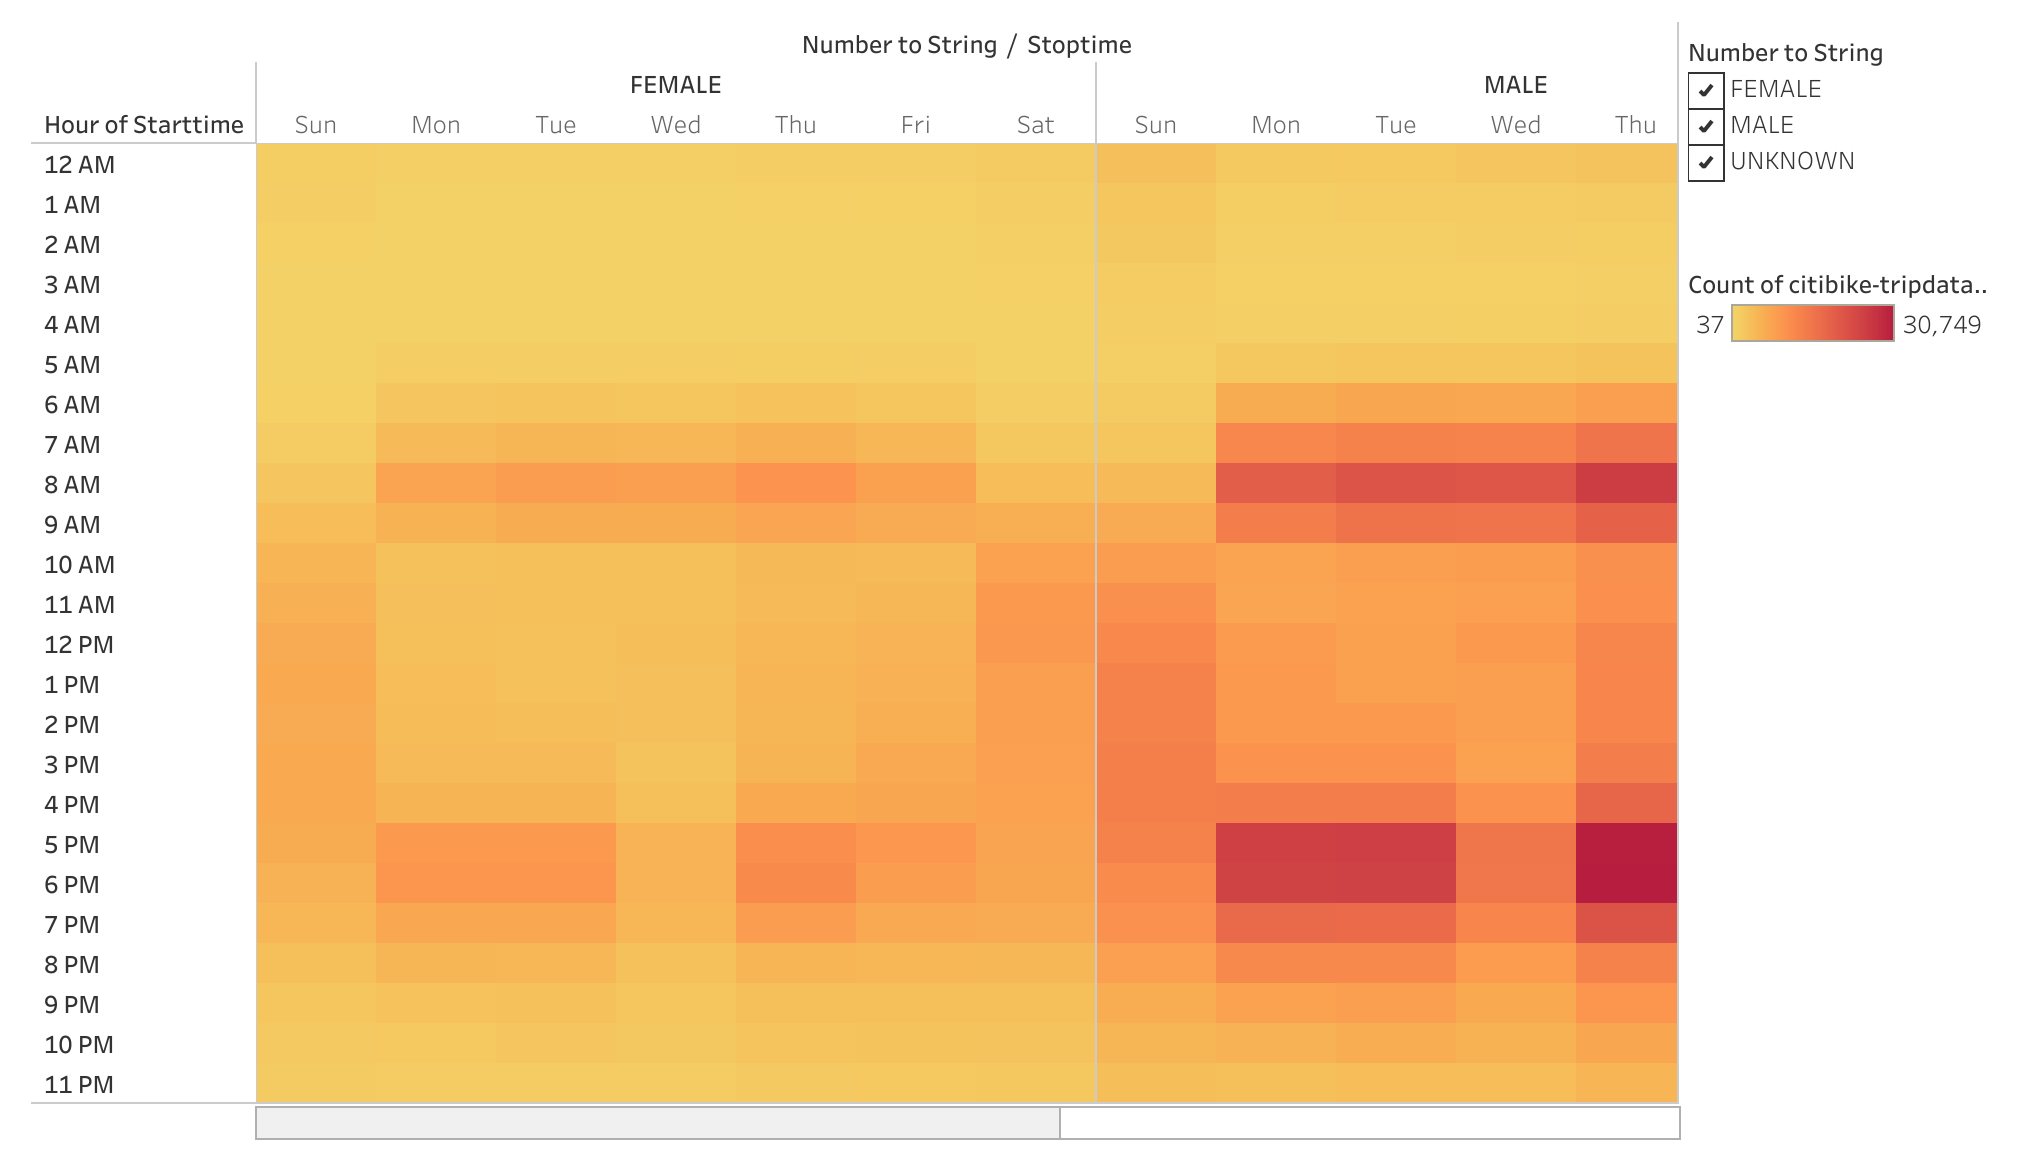 Number to String / Stoptime
FEMALE MALE
Hour of Starttime Sun Mon Tue Wed Thu Fri Sat Sun Mon Tue Wed Thu
12 AM
1 AM
2 AM
3 AM
4 AM
5 AM
6 AM
7 AM
8 AM
9 AM
10 AM
11 AM
12 PM
1 PM
2 PM
3 PM
4 PM
5 PM
6 PM
7 PM
8 PM
9 PM
10 PM
11 PM
Number to String
FEMALE
MALE
UNKNOWN
Count of citibike-tripdata..
37 30,749